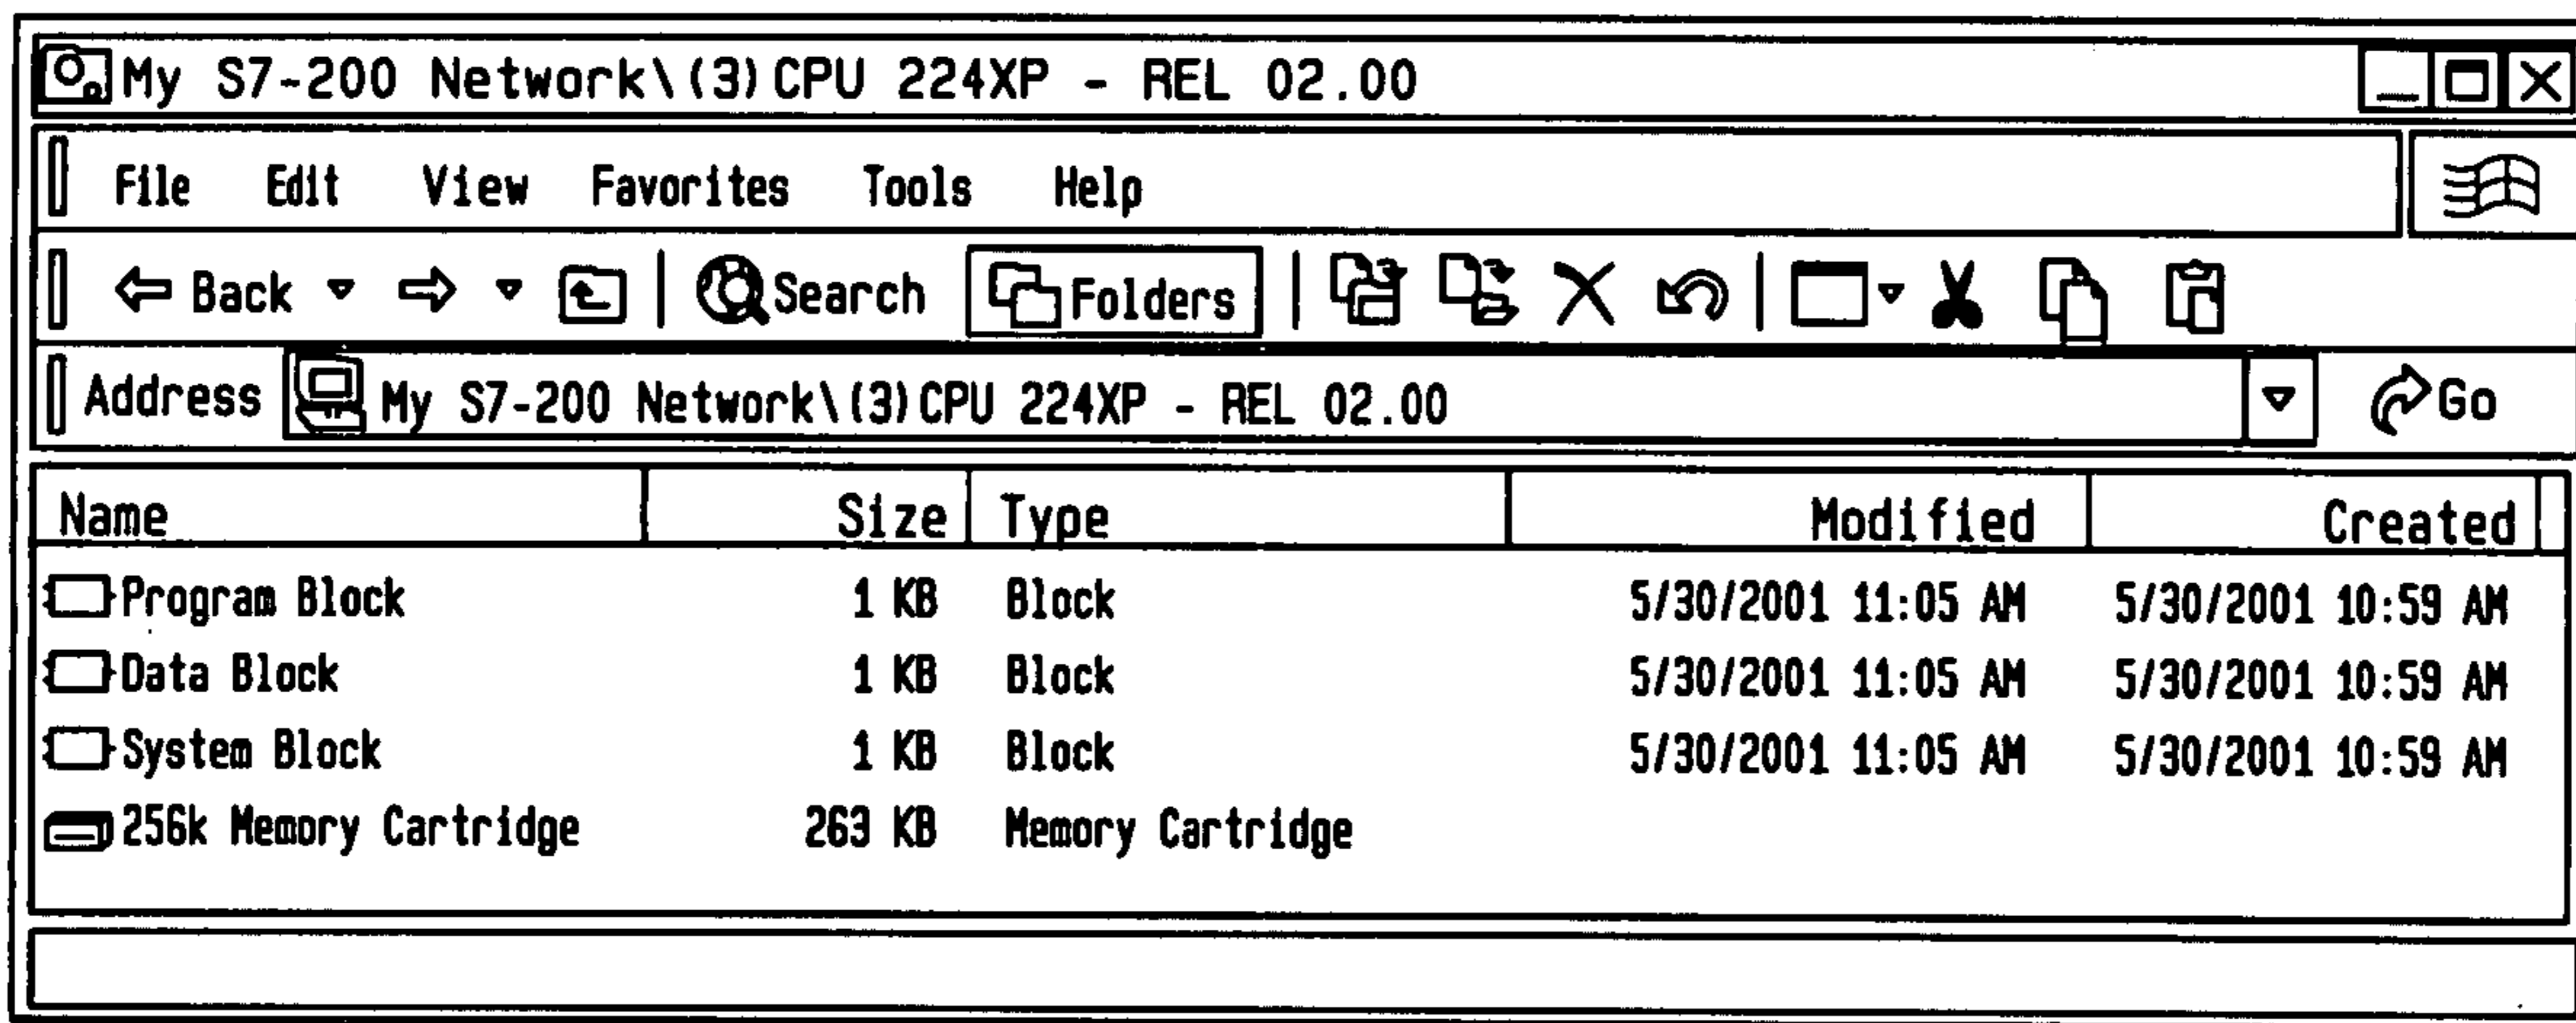 My S7-200 Network\(3)CPU 224XP - REL 02.00
File Edit View Favorites Tools Help
Back Search Folders
Address My S7-200 Network\(3)CPU 224XP - REL 02.00 Go
Name Size Type Modified Created
Program Block 1 KB Block 5/30/2001 11:05 AM 5/30/2001 10:59 AM
Data Block 1 KB Block 5/30/2001 11:05 AM 5/30/2001 10:59 AM
System Block 1 KB Block 5/30/2001 11:05 AM 5/30/2001 10:59 AM
256k Memory Cartridge 263 KB Memory Cartridge